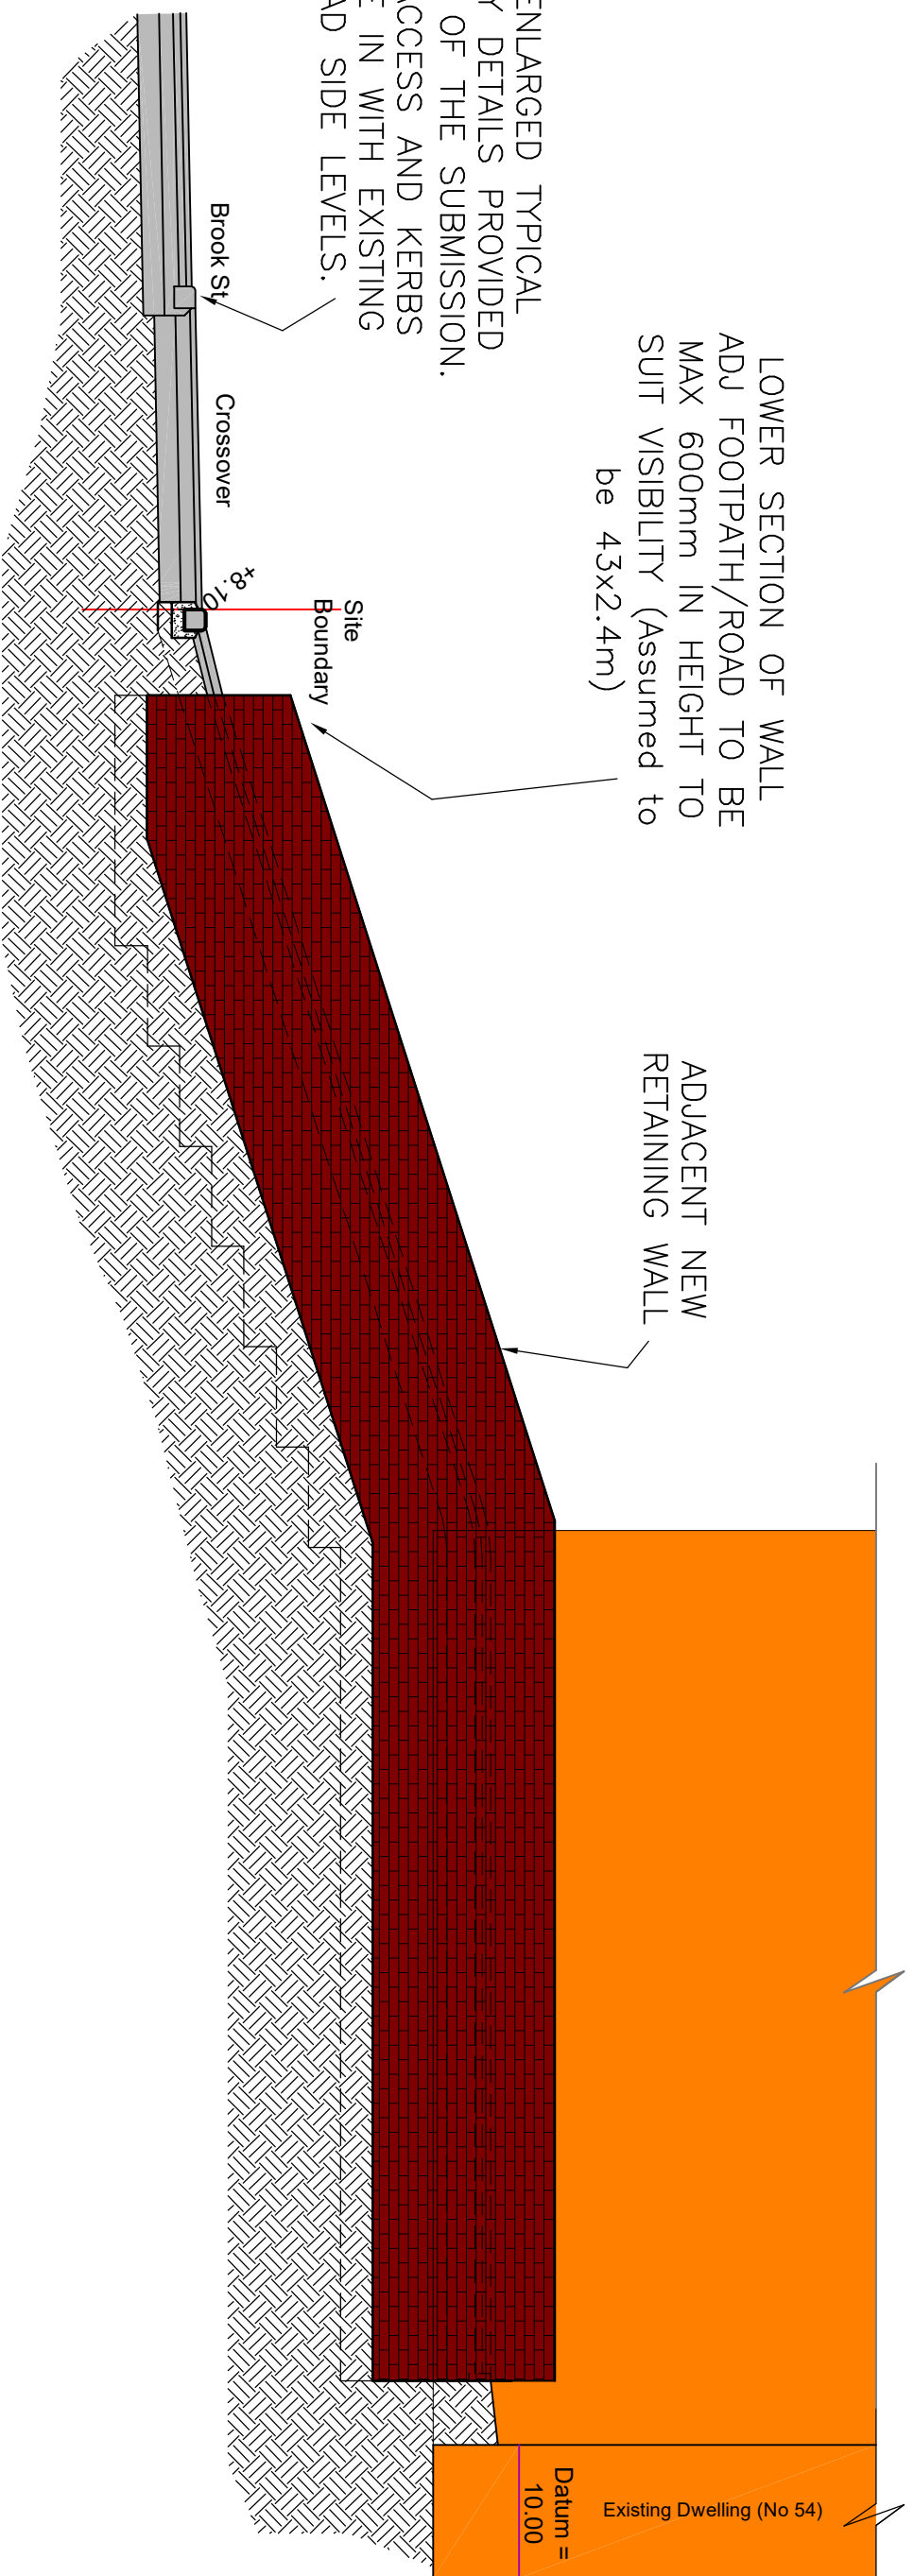 ENLARGED TYPICAL
DETAILS PROVIDED
OF THE SUBMISSION.
ACCESS AND KERBS
IN WITH EXISTING
SIDE LEVELS.
LOWER SECTION OF WALL
ADJ FOOTPATH/ROAD TO BE
MAX 600mm IN HEIGHT TO
SUIT VISIBILITY (Assumed to
be 43x2.4m)
ADJACENT NEW
RETAINING WALL
Brook St
Crossover
+8.10
Site
Boundary
Existing Dwelling (No 54)
Datum =
10.00